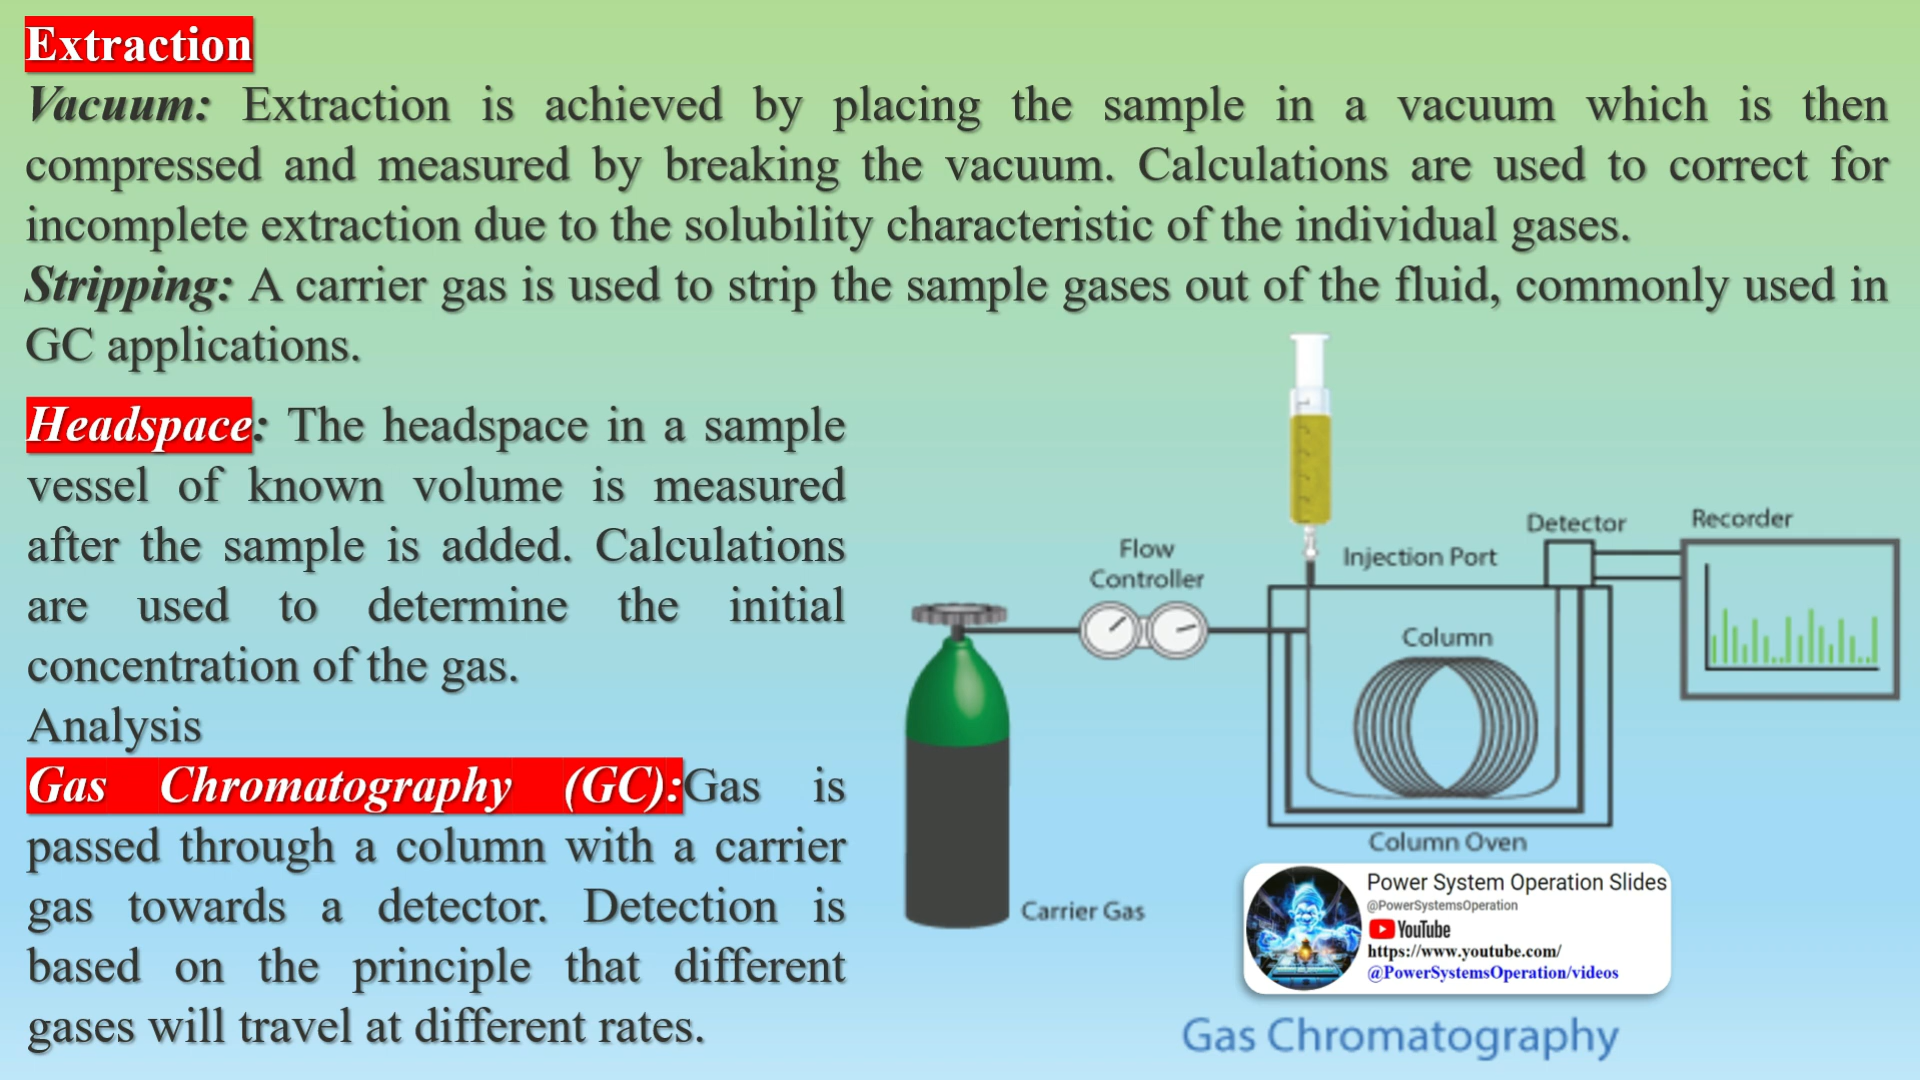 Extraction
Vacuum: Extraction is achieved by placing the sample in a vacuum which is then
compressed and measured by breaking the vacuum. Calculations are used to correct for
incomplete extraction due to the solubility characteristic of the individual gases.
Stripping: A carrier gas is used to strip the sample gases out of the fluid, commonly used in
GC applications.
Headspace: The headspace in a sample
vessel of known volume is measured
after the sample is added. Calculations
are used to determine the initial
concentration of the gas.
Analysis
Gas Chromatography (GC):Gas is
passed through a column with a carrier
gas towards a detector. Detection is
based on the principle that different
gases will travel at different rates.
Flow
Controller
Injection Port
Detector
Recorder
Column
Column Oven
Carrier Gas
Power System Operation Slides
@PowerSystemsOperation
YouTube
https://www.youtube.com/
@PowerSystemsOperation/videos
Gas Chromatography